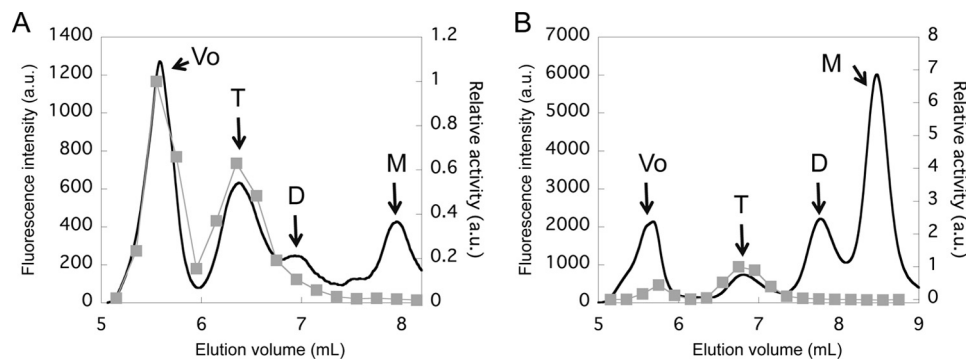 A
Fluorescence intensity (a.u.)
1400
1200
1000
800
600
400
200
0
5
6
7
8
Elution volume (mL)
1.2
1
0.8
0.6
0.4
0.2
0
Relative activity (a.u.)
Vo
T
D
M
B
Fluorescence intensity (a.u.)
7000
6000
5000
4000
3000
2000
1000
0
5
6
7
8
9
Elution volume (mL)
8
7
6
5
4
3
2
1
0
Relative activity (a.u.)
Vo
T
D
M